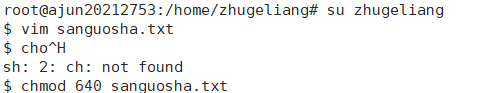 root@ajun20212753:/home/zhugeliang# su zhugeliang
$ vim sanguosha.txt
$ cho^H
sh: 2: ch: not found
$ chmod 640 sanguosha.txt